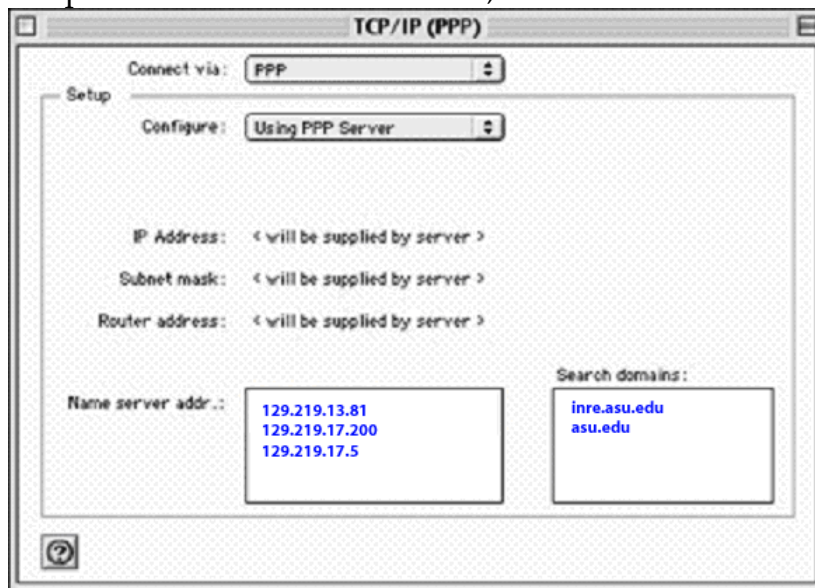 TCP/IP (PPP)
Connect via: PPP
Setup
Configure: Using PPP Server
IP Address: < will be supplied by server >
Subnet mask: < will be supplied by server >
Router address: < will be supplied by server >
Search domains:
Name server addr.:
129.219.13.81
129.219.17.200
129.219.17.5
inre.asu.edu
asu.edu
?